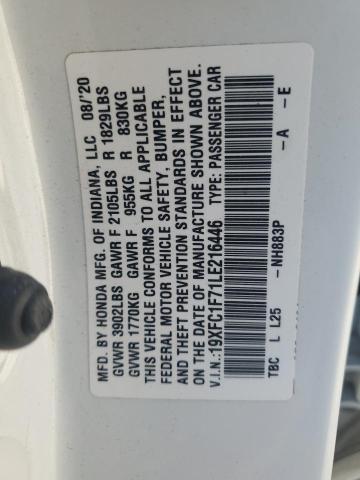 MFD. BY HONDA MFG. OF INDIANA, LLC 08/'20
GVWR 3902LBS GAWR F 2105LBS R 1829LBS
GVWR 1770KG GAWR F 955KG R 830KG
THIS VEHICLE CONFORMS TO ALL APPLICABLE
FEDERAL MOTOR VEHICLE SAFETY, BUMPER,
AND THEFT PREVENTION STANDARDS IN EFFECT
ON THE DATE OF MANUFACTURE SHOWN ABOVE.
V.I.N.:19XFC1F71LE216446 TYPE: PASSENGER CAR
TBC L L25 -NH883P -A -E